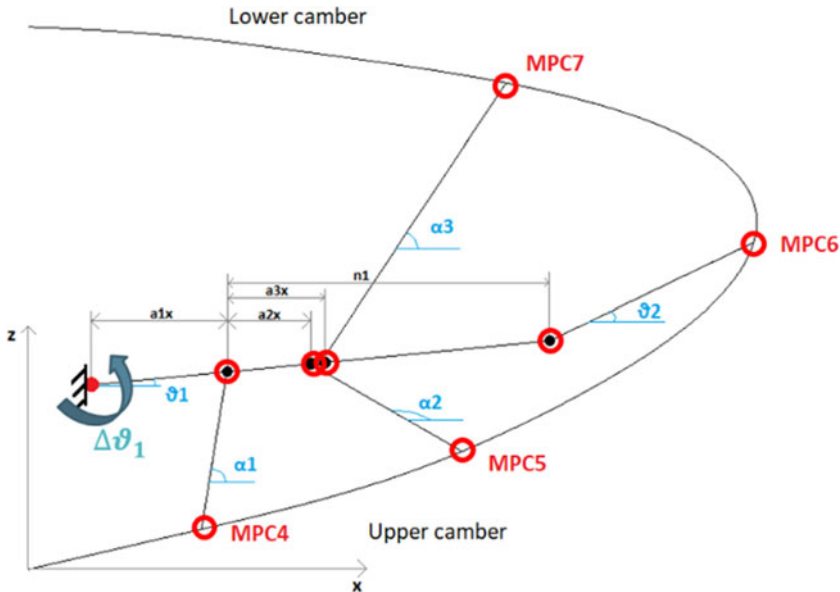 Lower camber
MPC7
α3
MPC6
n1
a3x
a1x
a2x
z
ϑ2
ϑ1
α2
Δϑ₁
α1
MPC5
MPC4
Upper camber
x